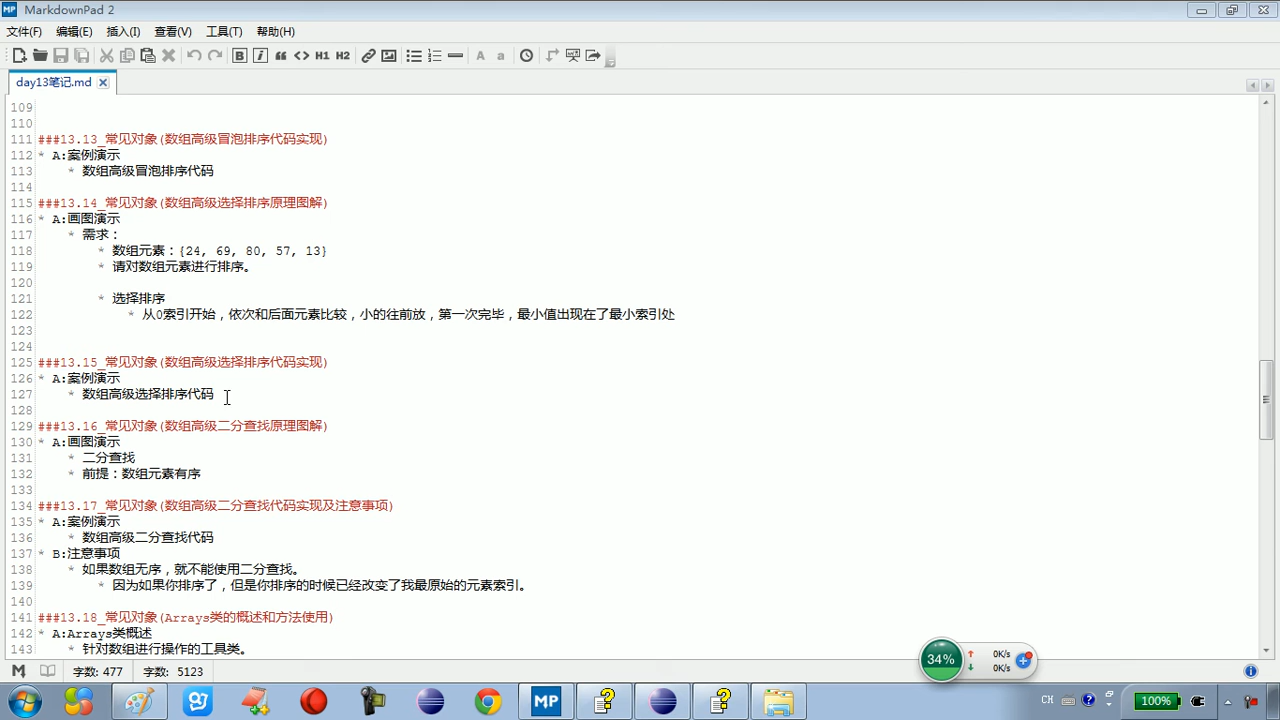 MarkdownPad 2
文件(F) 编辑(E) 插入(I) 查看(V) 工具(T) 帮助(H)
B i “ <> H1 H2 A a
day13笔记.md
109
110
111 ###13.13_常见对象(数组高级冒泡排序代码实现)
112 * A:案例演示
113 * 数组高级冒泡排序代码
114
115 ###13.14_常见对象(数组高级选择排序原理图解)
116 * A:画图演示
117 * 需求：
118 * 数组元素：{24, 69, 80, 57, 13}
119 * 请对数组元素进行排序。
120
121 * 选择排序
122 * 从0索引开始，依次和后面元素比较，小的往前放，第一次完毕，最小值出现在了最小索引处
123
124
125 ###13.15_常见对象(数组高级选择排序代码实现)
126 * A:案例演示
127 * 数组高级选择排序代码
128
129 ###13.16_常见对象(数组高级二分查找原理图解)
130 * A:画图演示
131 * 二分查找
132 * 前提：数组元素有序
133
134 ###13.17_常见对象(数组高级二分查找代码实现及注意事项)
135 * A:案例演示
136 * 数组高级二分查找代码
137 * B:注意事项
138 * 如果数组无序，就不能使用二分查找。
139 * 因为如果你排序了，但是你排序的时候已经改变了我最原始的元素索引。
140
141 ###13.18_常见对象(Arrays类的概述和方法使用)
142 * A:Arrays类概述
143 * 针对数组进行操作的工具类。
34% 0K/s
0K/s
字数: 477 字数: 5123
MP CH 100%